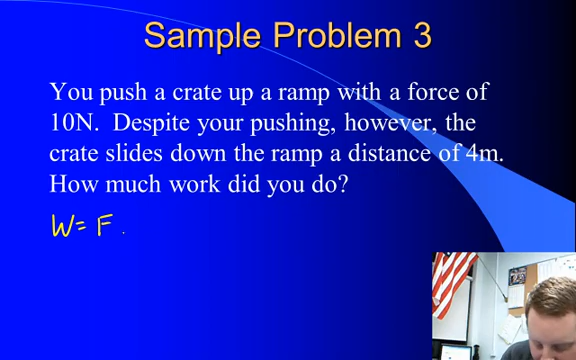 Sample Problem 3
You push a crate up a ramp with a force of
10N. Despite your pushing, however, the
crate slides down the ramp a distance of 4m.
How much work did you do?
W= F .